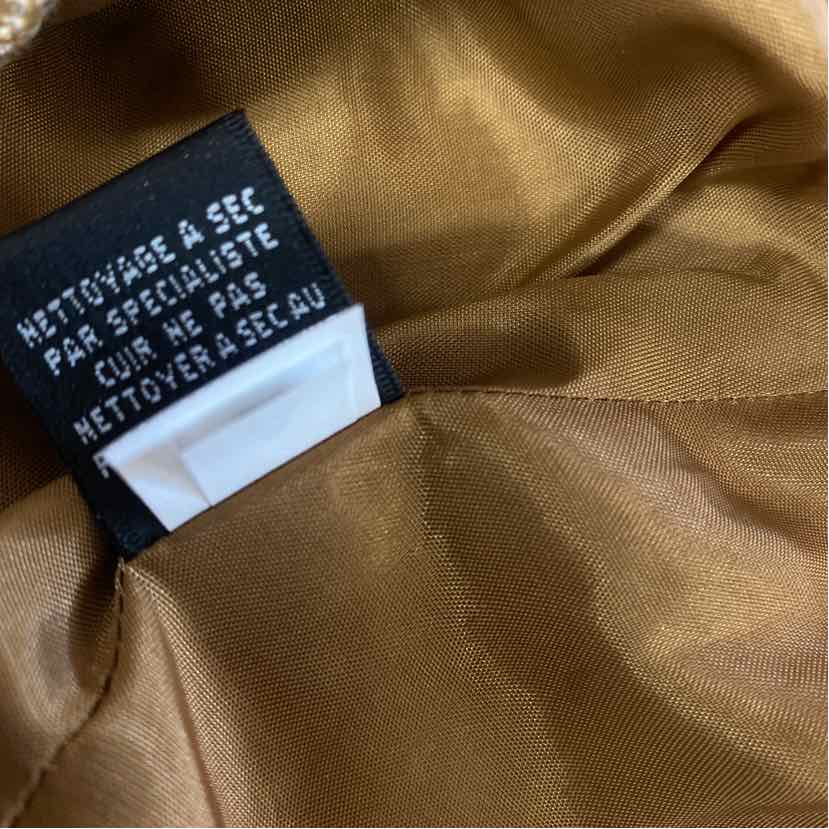 NETTOYAGE A SEC
PAR SPECIALISTE
CUIR NE PAS
NETTOYER A SEC AU